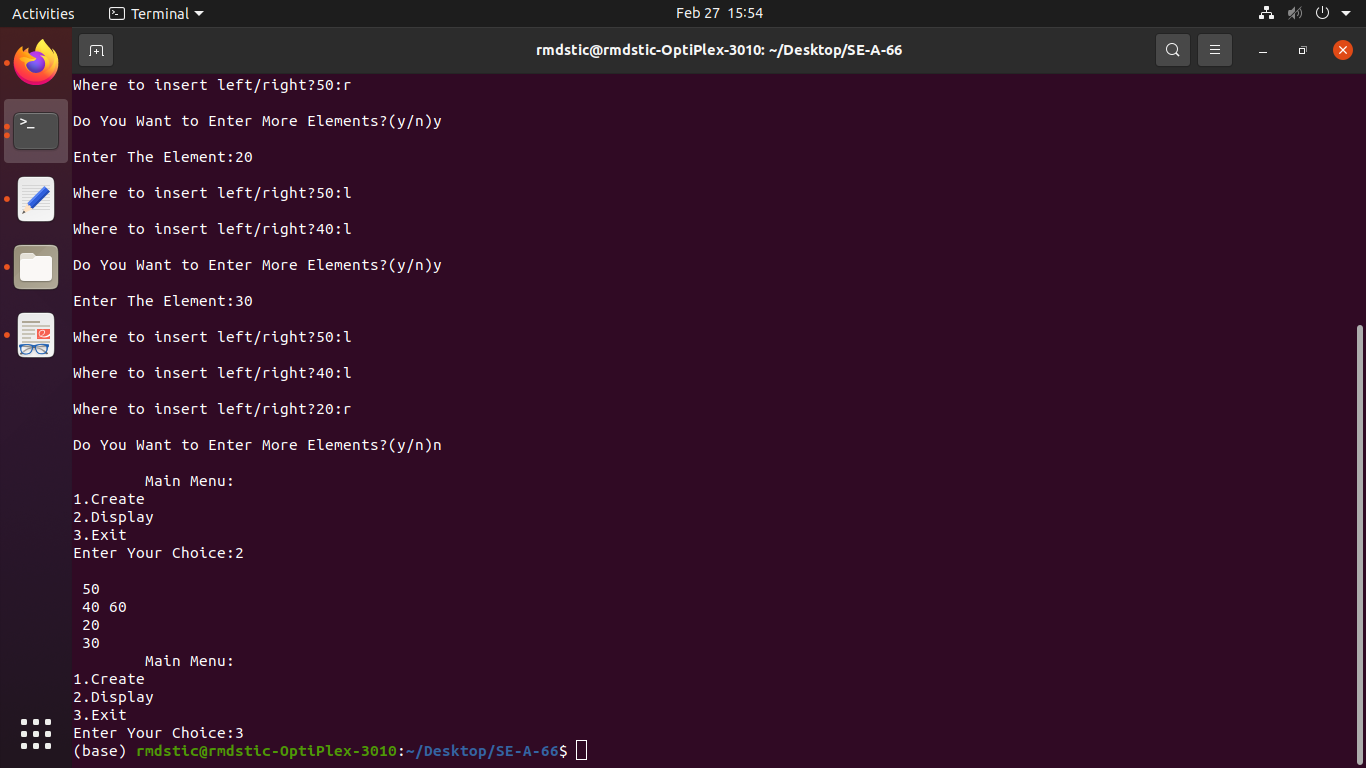 Activities Terminal Feb 27 15:54
rmdstic@rmdstic-OptiPlex-3010: ~/Desktop/SE-A-66
Where to insert left/right?50:r
Do You Want to Enter More Elements?(y/n)y
Enter The Element:20
Where to insert left/right?50:l
Where to insert left/right?40:l
Do You Want to Enter More Elements?(y/n)y
Enter The Element:30
Where to insert left/right?50:l
Where to insert left/right?40:l
Where to insert left/right?20:r
Do You Want to Enter More Elements?(y/n)n
Main Menu:
1.Create
2.Display
3.Exit
Enter Your Choice:2
50
40 60
20
30
Main Menu:
1.Create
2.Display
3.Exit
Enter Your Choice:3
(base) rmdstic@rmdstic-OptiPlex-3010:~/Desktop/SE-A-66$